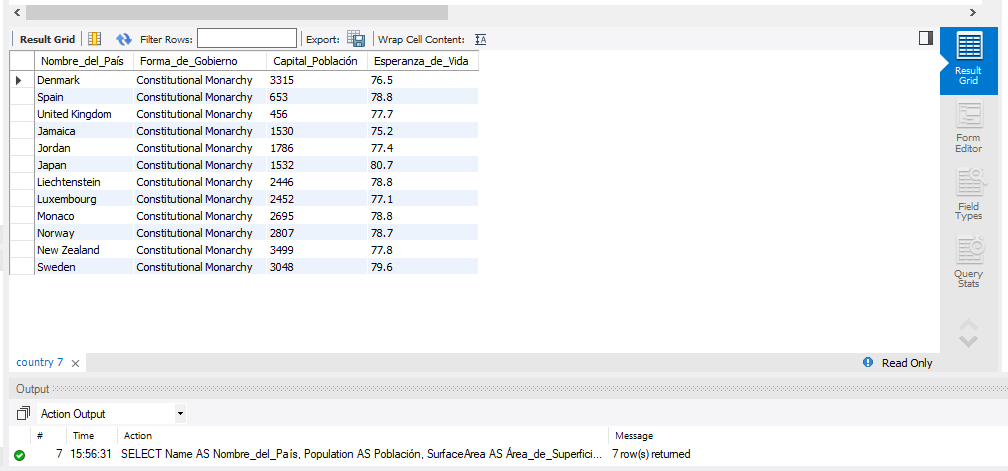 Result Grid Filter Rows: Export: Wrap Cell Content: IA
Nombre_del_País Forma_de_Gobierno Capital_Población Esperanza_de_Vida
Denmark Constitutional Monarchy 3315 76.5
Spain Constitutional Monarchy 653 78.8
United Kingdom Constitutional Monarchy 456 77.7
Jamaica Constitutional Monarchy 1530 75.2
Jordan Constitutional Monarchy 1786 77.4
Japan Constitutional Monarchy 1532 80.7
Liechtenstein Constitutional Monarchy 2446 78.8
Luxembourg Constitutional Monarchy 2452 77.1
Monaco Constitutional Monarchy 2695 78.8
Norway Constitutional Monarchy 2807 78.7
New Zealand Constitutional Monarchy 3499 77.8
Sweden Constitutional Monarchy 3048 79.6
Result
Grid
Form
Editor
Field
Types
Query
Stats
country 7 Read Only
Output
Action Output
# Time Action Message
7 15:56:31 SELECT Name AS Nombre_del_País, Population AS Población, SurfaceArea AS Área_de_Superfici... 7 row(s) returned